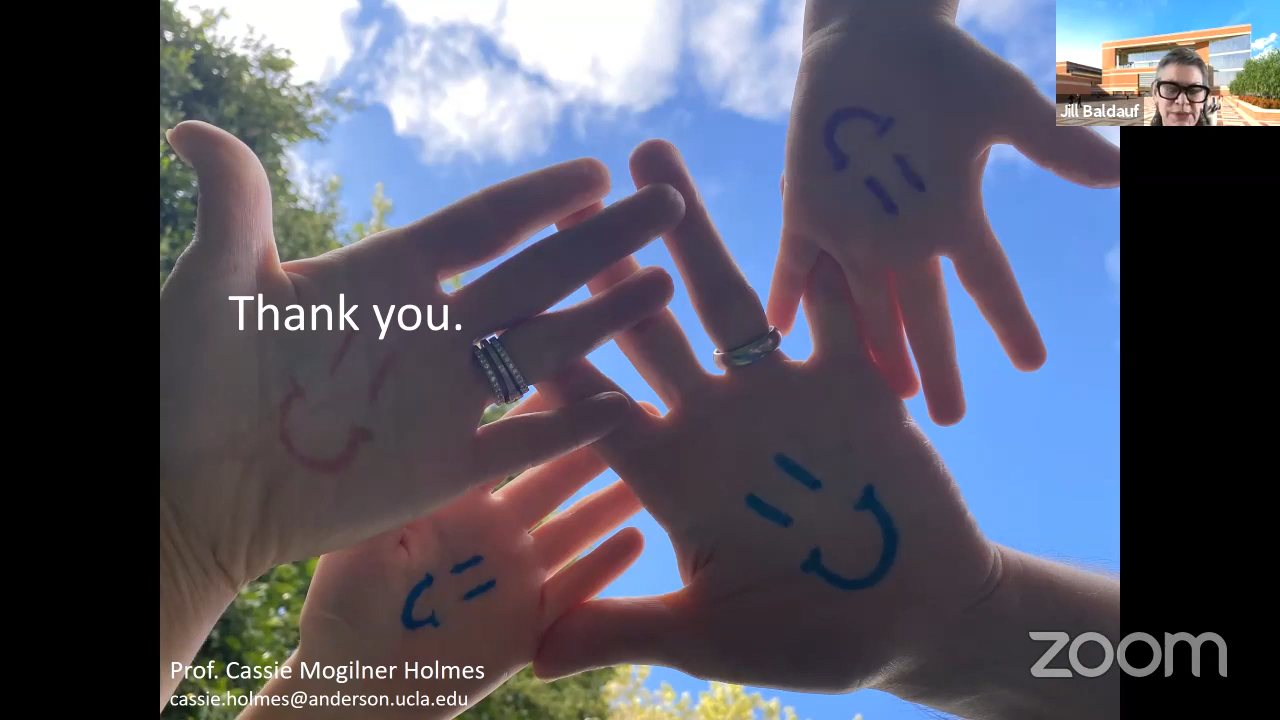 Jill Baldauf
Thank you.
Prof. Cassie Mogilner Holmes
cassie.holmes@anderson.ucla.edu
zoom